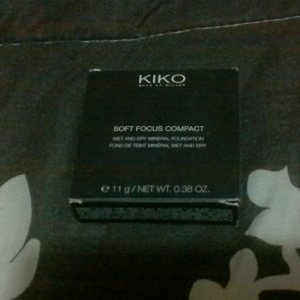 KIKO
MAKE UP MILANO
SOFT FOCUS COMPACT
WET AND DRY MINERAL FOUNDATION
FOND DE TEINT MINÉRAL WET AND DRY
℮ 11 g / NET WT. 0.38 OZ.